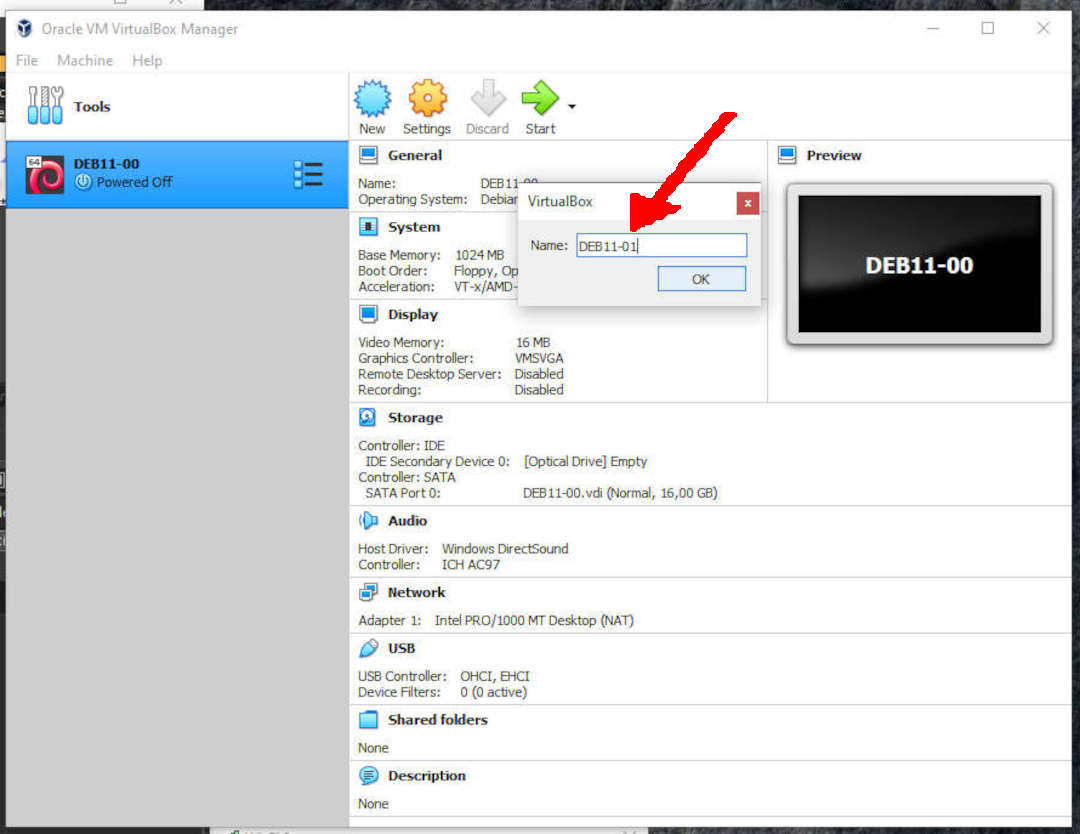 Oracle VM VirtualBox Manager
File Machine Help
Tools
New Settings Discard Start
64
DEB11-00
Powered Off
General
Name: DEB11-00
Operating System: Debian
System
Base Memory: 1024 MB
Boot Order: Floppy, Op
Acceleration: VT-x/AMD-
VirtualBox
x
Name: DEB11-01
OK
Preview
DEB11-00
Display
Video Memory: 16 MB
Graphics Controller: VMSVGA
Remote Desktop Server: Disabled
Recording: Disabled
Storage
Controller: IDE
IDE Secondary Device 0: [Optical Drive] Empty
Controller: SATA
SATA Port 0: DEB11-00.vdi (Normal, 16,00 GB)
Audio
Host Driver: Windows DirectSound
Controller: ICH AC97
Network
Adapter 1: Intel PRO/1000 MT Desktop (NAT)
USB
USB Controller: OHCI, EHCI
Device Filters: 0 (0 active)
Shared folders
None
Description
None